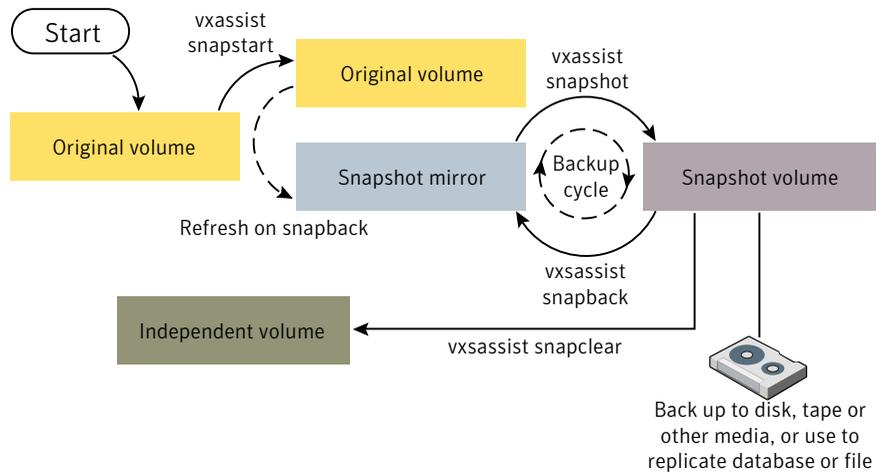 Start
vxassist
snapstart
Original volume
Original volume
vxassist
snapshot
Snapshot mirror
Backup
cycle
Snapshot volume
Refresh on snapback
vxsassist
snapback
Independent volume
vxsassist snapclear
Back up to disk, tape or
other media, or use to
replicate database or file